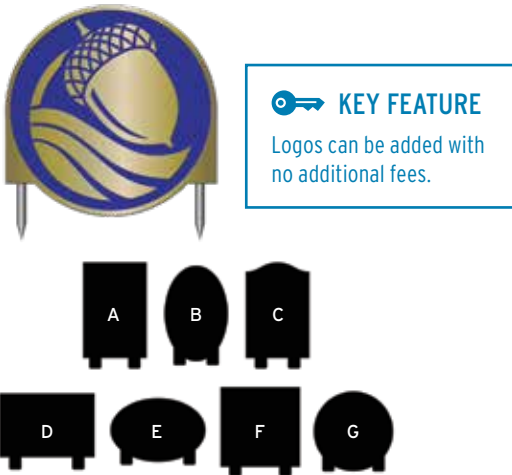 KEY FEATURE
Logos can be added with
no additional fees.
A B C
D E F G